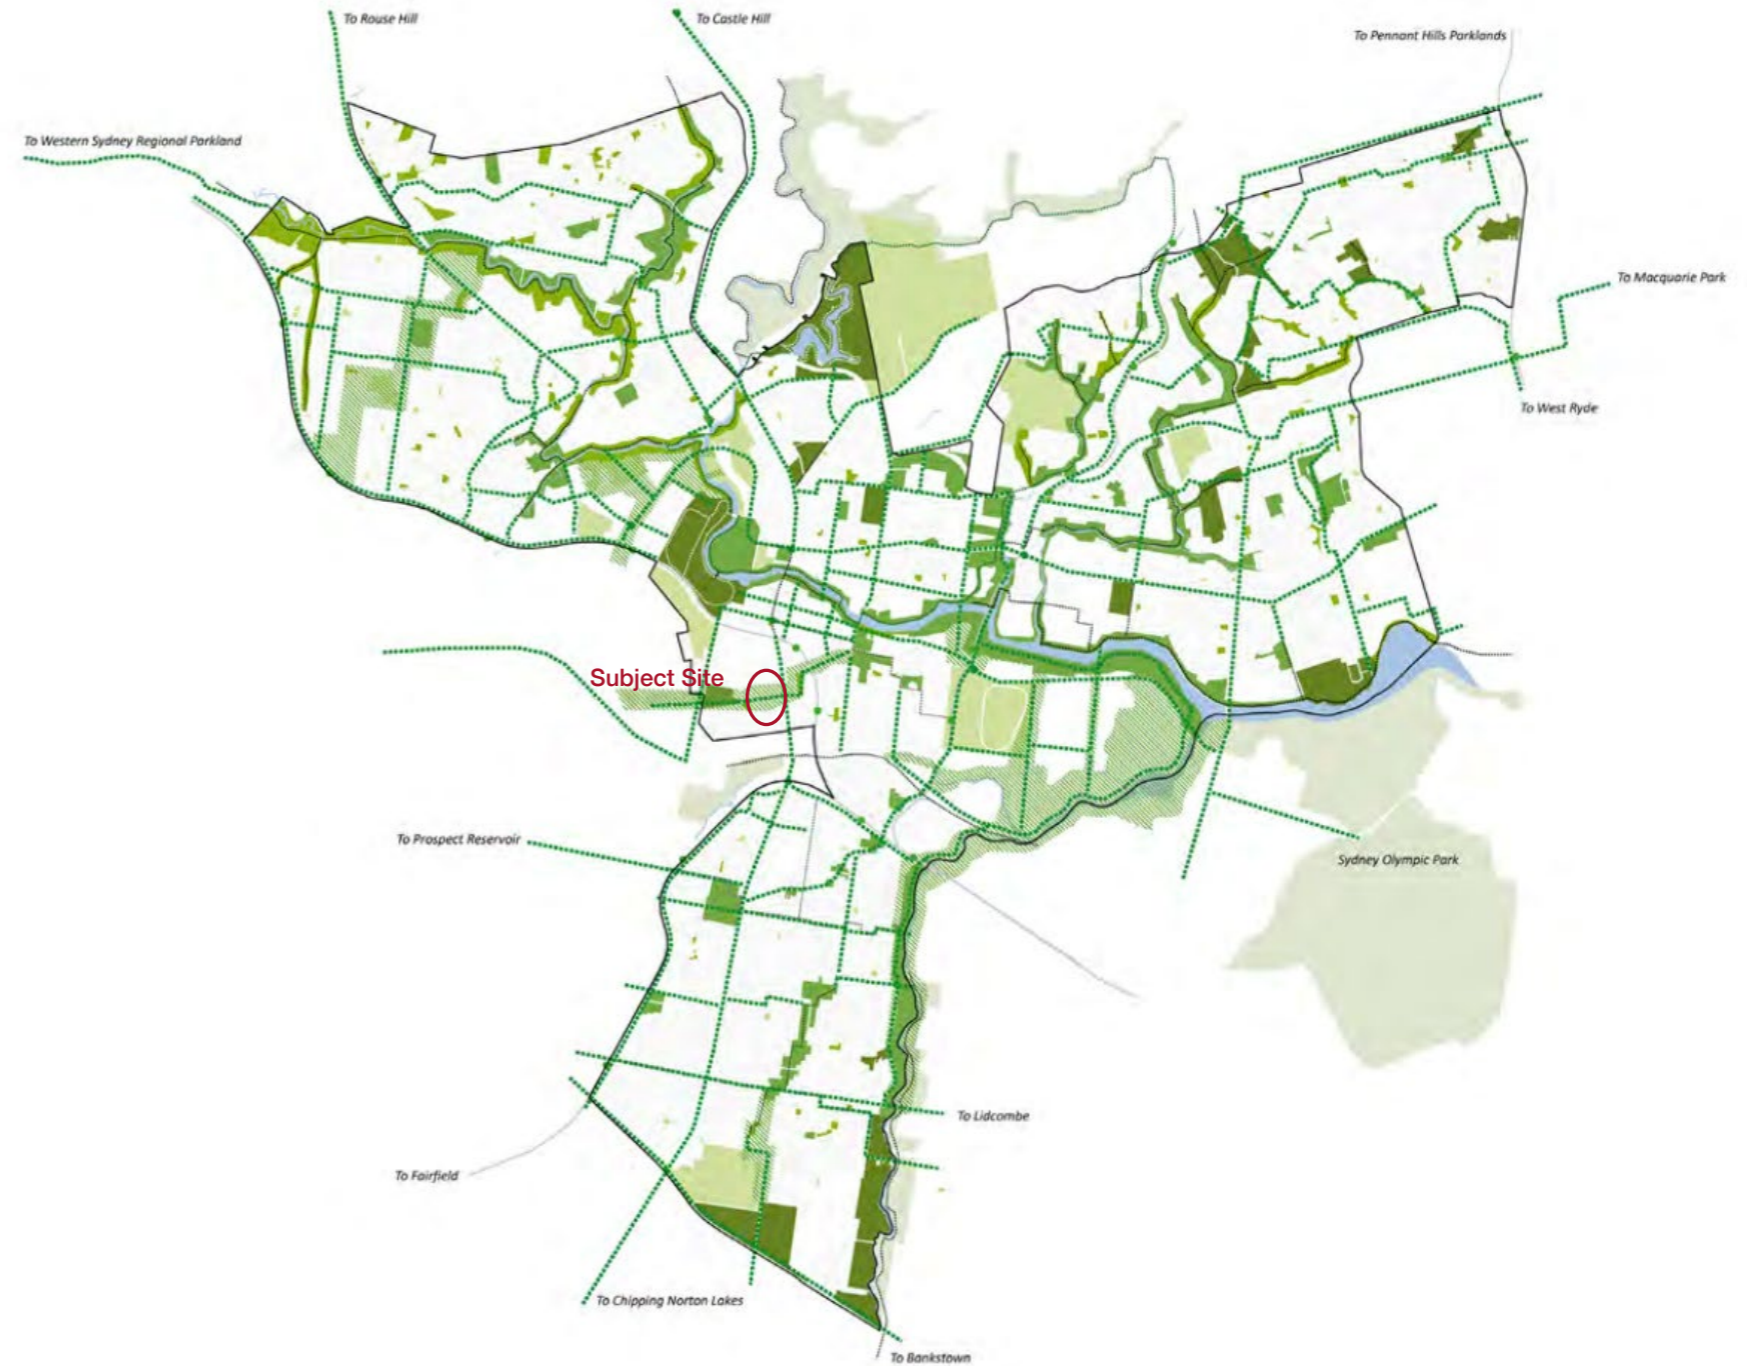 To Rouse Hill
To Castle Hill
To Pennant Hills Parklands
To Western Sydney Regional Parkland
To Macquarie Park
To West Ryde
Subject Site
To Prospect Reservoir
Sydney Olympic Park
To Lidcombe
To Fairfield
To Chipping Norton Lakes
To Bankstown